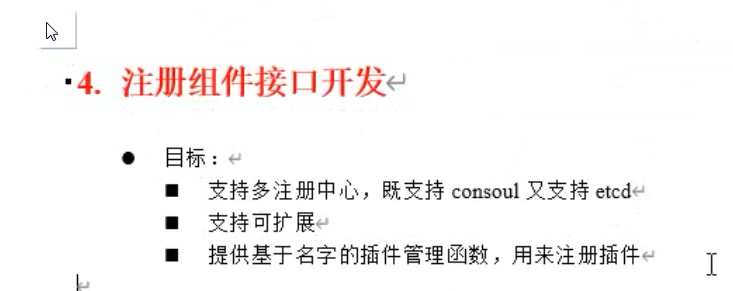 4. 注册组件接口开发
目标：
支持多注册中心，既支持 consoul 又支持 etcd
支持可扩展
提供基于名字的插件管理函数，用来注册插件